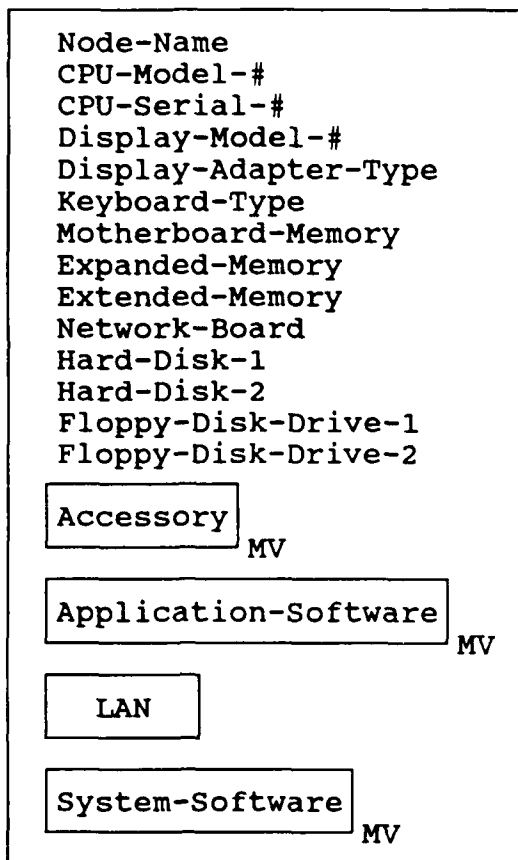 Node-Name
CPU-Model-#
CPU-Serial-#
Display-Model-#
Display-Adapter-Type
Keyboard-Type
Motherboard-Memory
Expanded-Memory
Extended-Memory
Network-Board
Hard-Disk-1
Hard-Disk-2
Floppy-Disk-Drive-1
Floppy-Disk-Drive-2
Accessory
MV
Application-Software
MV
LAN
System-Software
MV